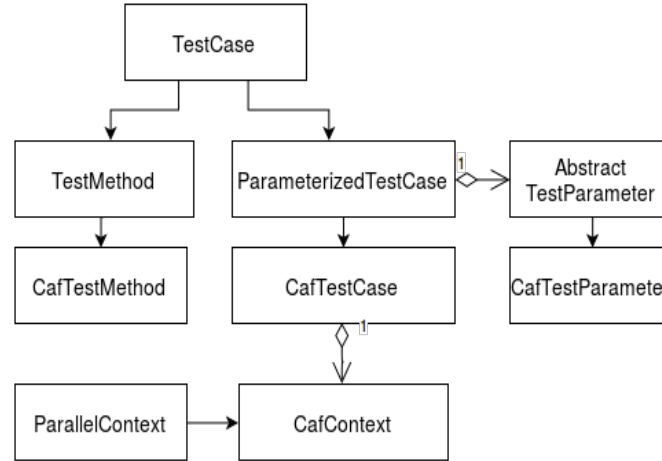 TestCase
TestMethod
ParameterizedTestCase
1
Abstract
TestParameter
CafTestMethod
CafTestCase
CafTestParamete
1
ParallelContext
CafContext